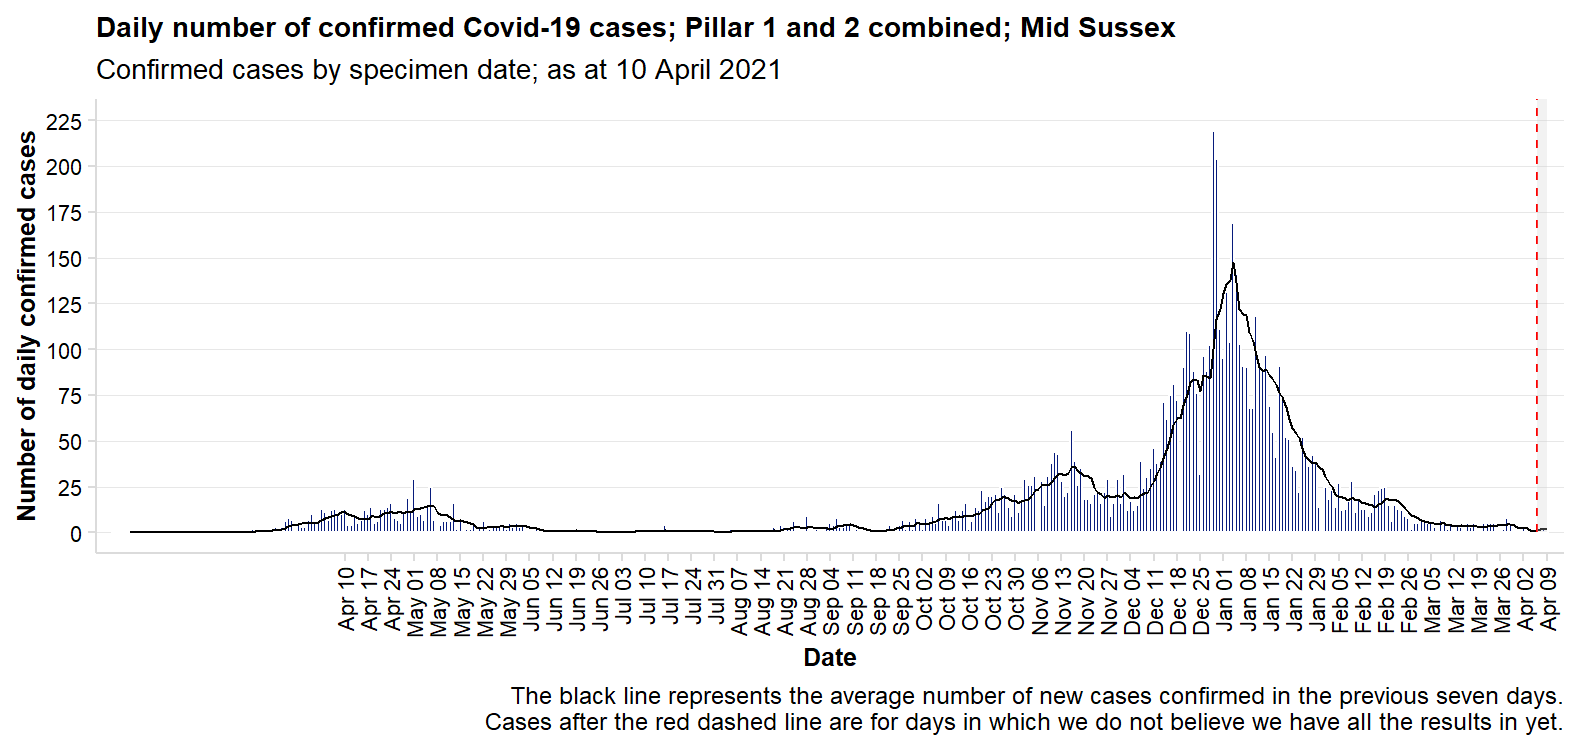 Daily number of confirmed Covid-19 cases; Pillar 1 and 2 combined; Mid Sussex
Confirmed cases by specimen date; as at 10 April 2021
Number of daily confirmed cases
225
200
175
150
125
100
75
50
25
0
Apr 10
Apr 17
Apr 24
May 01
May 08
May 15
May 22
May 29
Jun 05
Jun 12
Jun 19
Jun 26
Jul 03
Jul 10
Jul 17
Jul 24
Jul 31
Aug 07
Aug 14
Aug 21
Aug 28
Sep 04
Sep 11
Sep 18
Sep 25
Oct 02
Oct 09
Oct 16
Oct 23
Oct 30
Nov 06
Nov 13
Nov 20
Nov 27
Dec 04
Dec 11
Dec 18
Dec 25
Jan 01
Jan 08
Jan 15
Jan 22
Jan 29
Feb 05
Feb 12
Feb 19
Feb 26
Mar 05
Mar 12
Mar 19
Mar 26
Apr 02
Apr 09
Date
The black line represents the average number of new cases confirmed in the previous seven days.
Cases after the red dashed line are for days in which we do not believe we have all the results in yet.